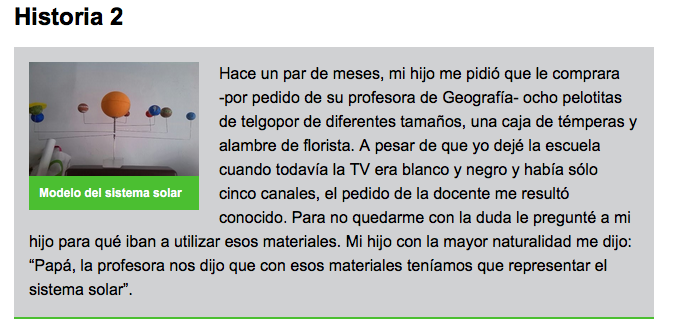 Historia 2
Hace un par de meses, mi hijo me pidió que le comprara
-por pedido de su profesora de Geografía- ocho pelotitas
de telgopor de diferentes tamaños, una caja de témperas y
alambre de florista. A pesar de que yo dejé la escuela
cuando todavía la TV era blanco y negro y había sólo
cinco canales, el pedido de la docente me resultó
conocido. Para no quedarme con la duda le pregunté a mi
hijo para qué iban a utilizar esos materiales. Mi hijo con la mayor naturalidad me dijo:
“Papá, la profesora nos dijo que con esos materiales teníamos que representar el
sistema solar”.
Modelo del sistema solar